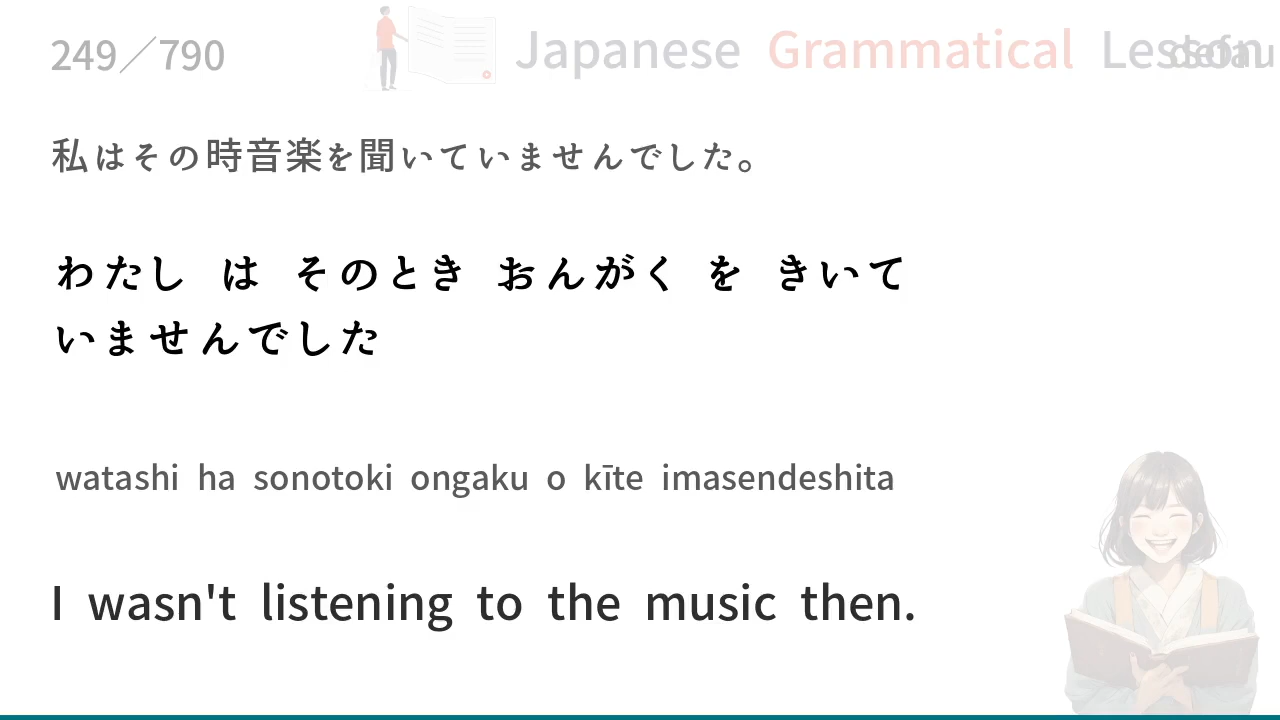 249／790
Japanese Grammatical Lesson
defau
私はその時音楽を聞いていませんでした。
わたし は そのとき おんがく を きいて
いませんでした
watashi ha sonotoki ongaku o kīte imasendeshita
I wasn't listening to the music then.